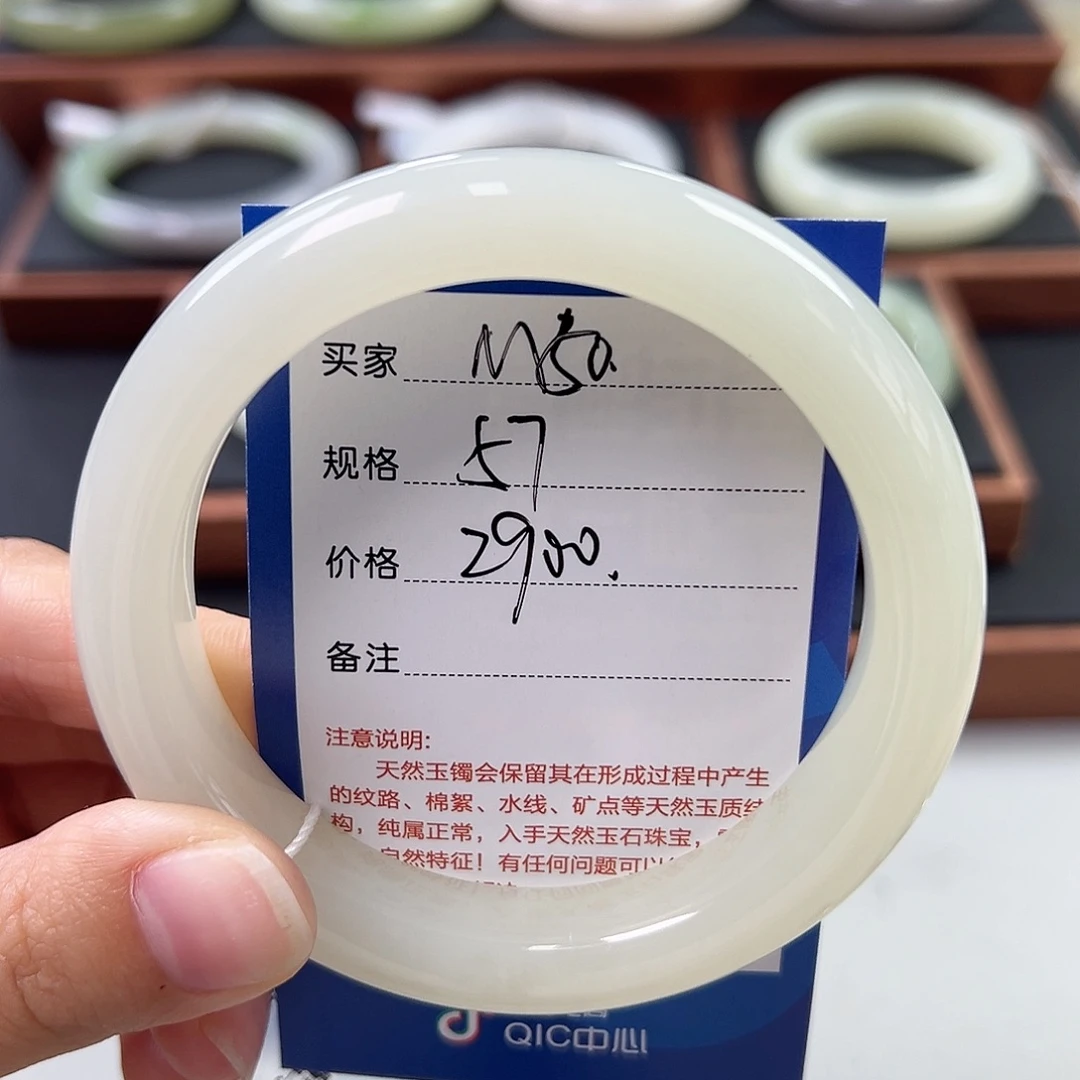 买家 M50.
规格 57
价格 2900.
备注
注意说明:
天然玉镯会保留其在形成过程中产生
的纹路、棉絮、水线、矿点等天然玉质结
构，纯属正常，入手天然玉石珠宝，
自然特征！有任何问题可以
QIC中心